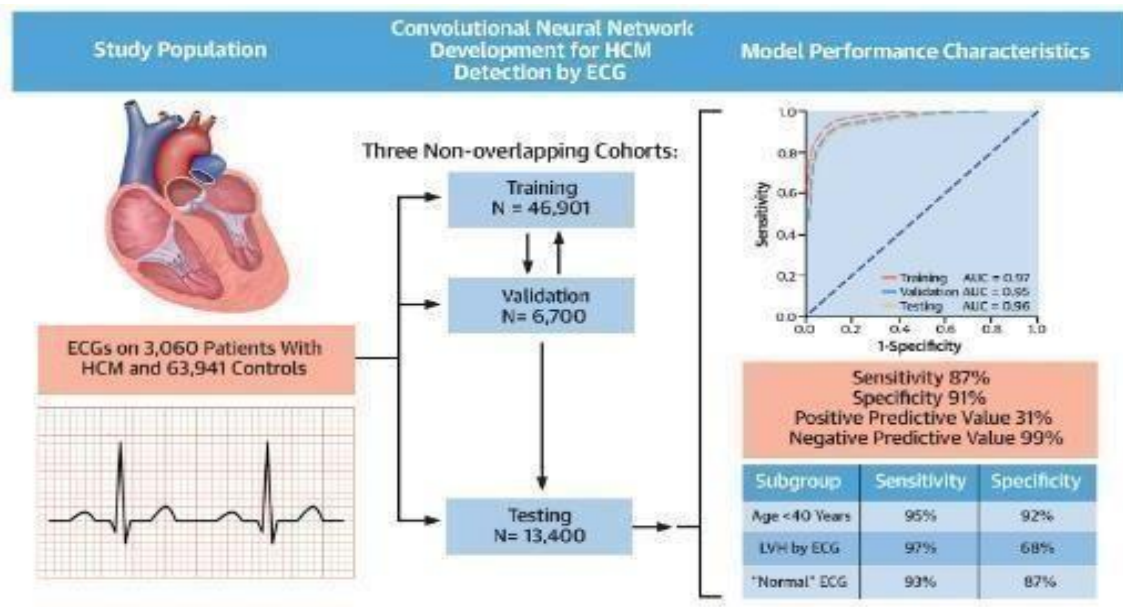 Study Population
Convolutional Neural Network
Development for HCM
Detection by ECG
Model Performance Characteristics
ECGs on 3,060 Patients With
HCM and 63,941 Controls
Three Non-overlapping Cohorts:
Training
N = 46,901
Validation
N= 6,700
Testing
N= 13,400
Sensitivity
1.0
0.8
0.6
0.4
0.2
0.0
Training AUC = 0.97
Validation AUC = 0.95
Testing AUC = 0.96
0.0 0.2 0.4 0.6 0.8 1.0
1-Specificity
Sensitivity 87%
Specificity 91%
Positive Predictive Value 31%
Negative Predictive Value 99%
Subgroup Sensitivity Specificity
Age <40 Years 95% 92%
LVH by ECG 97% 68%
"Normal" ECG 93% 87%